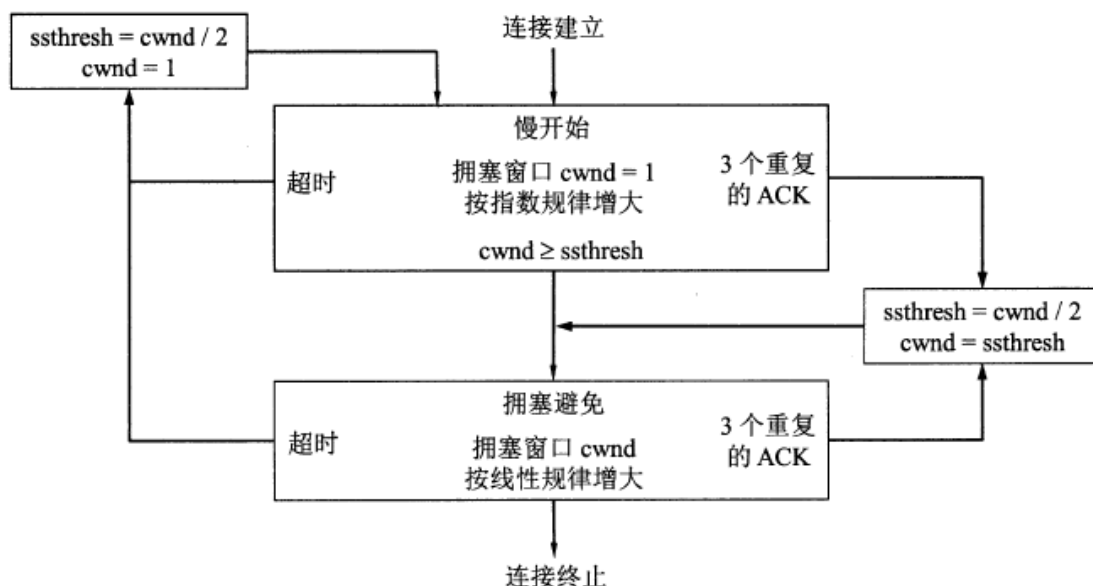 连接建立
ssthresh = cwnd / 2
cwnd = 1
慢开始
超时
拥塞窗口 cwnd = 1
按指数规律增大
3 个重复
的 ACK
cwnd ≥ ssthresh
ssthresh = cwnd / 2
cwnd = ssthresh
拥塞避免
超时
拥塞窗口 cwnd
按线性规律增大
3 个重复
的 ACK
连接终止